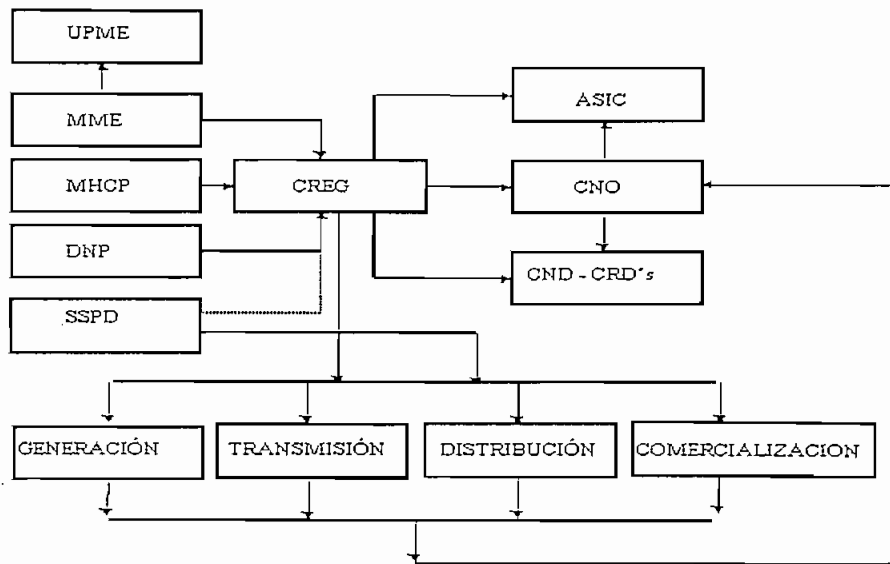 UPME
MME
MHCP
DNP
SSPD
CREG
ASIC
CNO
CND - CRD's
GENERACIÓN
TRANSMISIÓN
DISTRIBUCIÓN
COMERCIALIZACION